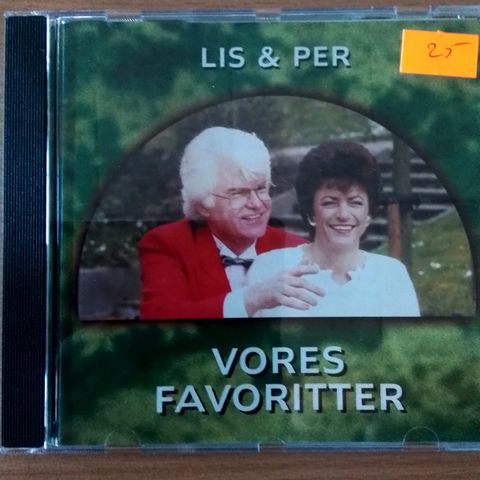 LIS & PER
25-
VORES
FAVORITTER